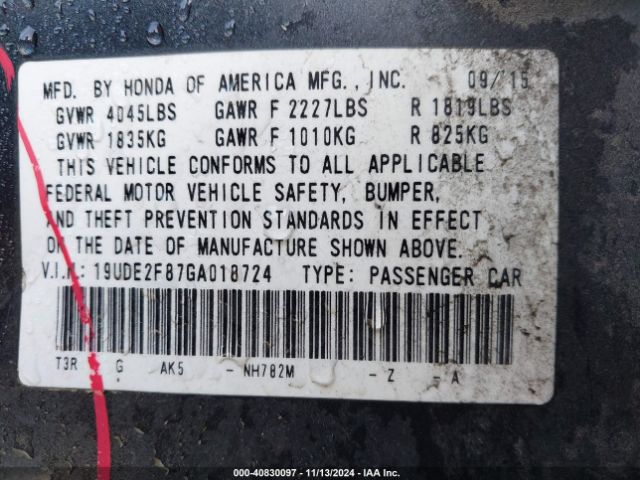 MFD. BY HONDA OF AMERICA MFG., INC. 09/15
GVWR 4045LBS GAWR F 2227LBS R 1819LBS
GVWR 1835KG GAWR F 1010KG R 825KG
THIS VEHICLE CONFORMS TO ALL APPLICABLE
FEDERAL MOTOR VEHICLE SAFETY, BUMPER,
AND THEFT PREVENTION STANDARDS IN EFFECT
ON THE DATE OF MANUFACTURE SHOWN ABOVE.
V.I.N: 19UDE2F87GA018724 TYPE: PASSENGER CAR
T3R G AK5 - NH782M - Z - A
000-40830097 - 11/13/2024 - IAA Inc.